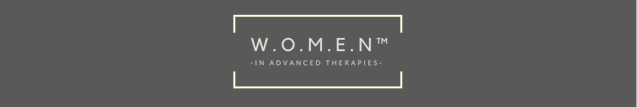 W.O.M.E.N™
-IN ADVANCED THERAPIES-